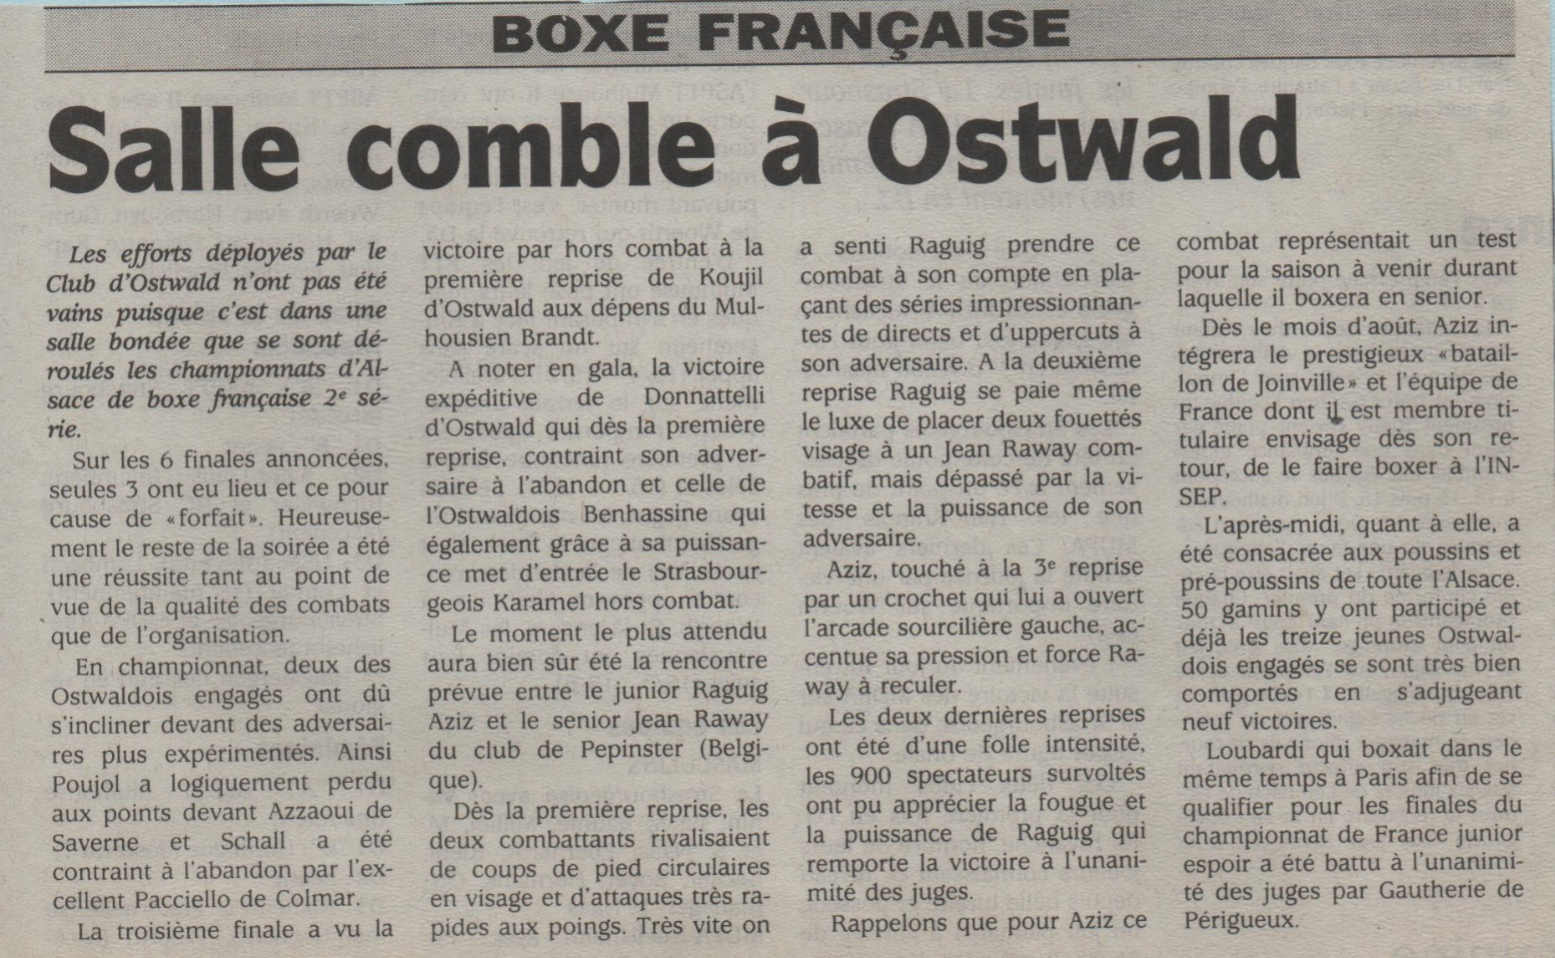 BOXE FRANÇAISE
Salle comble à Ostwald
Les efforts déployés par le
Club d'Ostwald n'ont pas été
vains puisque c'est dans une
salle bondée que se sont dé-
roulés les championnats d'Al-
sace de boxe française 2e sé-
rie.
Sur les 6 finales annoncées,
seules 3 ont eu lieu et ce pour
cause de «forfait». Heureuse-
ment le reste de la soirée a été
une réussite tant au point de
vue de la qualité des combats
que de l'organisation.
En championnat, deux des
Ostwaldois engagés ont dû
s'incliner devant des adversai-
res plus expérimentés. Ainsi
Poujol a logiquement perdu
aux points devant Azzaoui de
Saverne et Schall a été
contraint à l'abandon par l'ex-
cellent Pacciello de Colmar.
La troisième finale a vu la
victoire par hors combat à la
première reprise de Koujil
d'Ostwald aux dépens du Mul-
housien Brandt.
A noter en gala, la victoire
expéditive de Donnattelli
d'Ostwald qui dès la première
reprise, contraint son adver-
saire à l'abandon et celle de
l'Ostwaldois Benhassine qui
également grâce à sa puissan-
ce met d'entrée le Strasbour-
geois Karamel hors combat.
Le moment le plus attendu
aura bien sûr été la rencontre
prévue entre le junior Raguig
Aziz et le senior Jean Raway
du club de Pepinster (Belgi-
que).
Dès la première reprise, les
deux combattants rivalisaient
de coups de pied circulaires
en visage et d'attaques très ra-
pides aux poings. Très vite on
a senti Raguig prendre ce
combat à son compte en pla-
çant des séries impressionnan-
tes de directs et d'uppercuts à
son adversaire. A la deuxième
reprise Raguig se paie même
le luxe de placer deux fouettés
visage à un Jean Raway com-
batif, mais dépassé par la vi-
tesse et la puissance de son
adversaire.
Aziz, touché à la 3e reprise
par un crochet qui lui a ouvert
l'arcade sourcilière gauche, ac-
centue sa pression et force Ra-
way à reculer.
Les deux dernières reprises
ont été d'une folle intensité,
les 900 spectateurs survoltés
ont pu apprécier la fougue et
la puissance de Raguig qui
remporte la victoire à l'unani-
mité des juges.
Rappelons que pour Aziz ce
combat représentait un test
pour la saison à venir durant
laquelle il boxera en senior.
Dès le mois d'août, Aziz in-
tégrera le prestigieux «batail-
lon de Joinville» et l'équipe de
France dont il est membre ti-
tulaire envisage dès son re-
tour, de le faire boxer à l'IN-
SEP.
L'après-midi, quant à elle, a
été consacrée aux poussins et
pré-poussins de toute l'Alsace.
50 gamins y ont participé et
déjà les treize jeunes Ostwal-
dois engagés se sont très bien
comportés en s'adjugeant
neuf victoires.
Loubardi qui boxait dans le
même temps à Paris afin de se
qualifier pour les finales du
championnat de France junior
espoir a été battu à l'unanimi-
té des juges par Gautherie de
Périgueux.